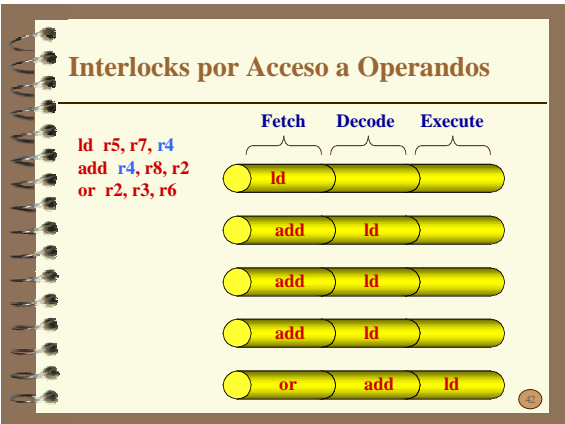 Interlocks por Acceso a Operandos
Fetch Decode Execute
ld r5, r7, r4
add r4, r8, r2
or r2, r3, r6
ld
add ld
add ld
add ld
or add ld
42